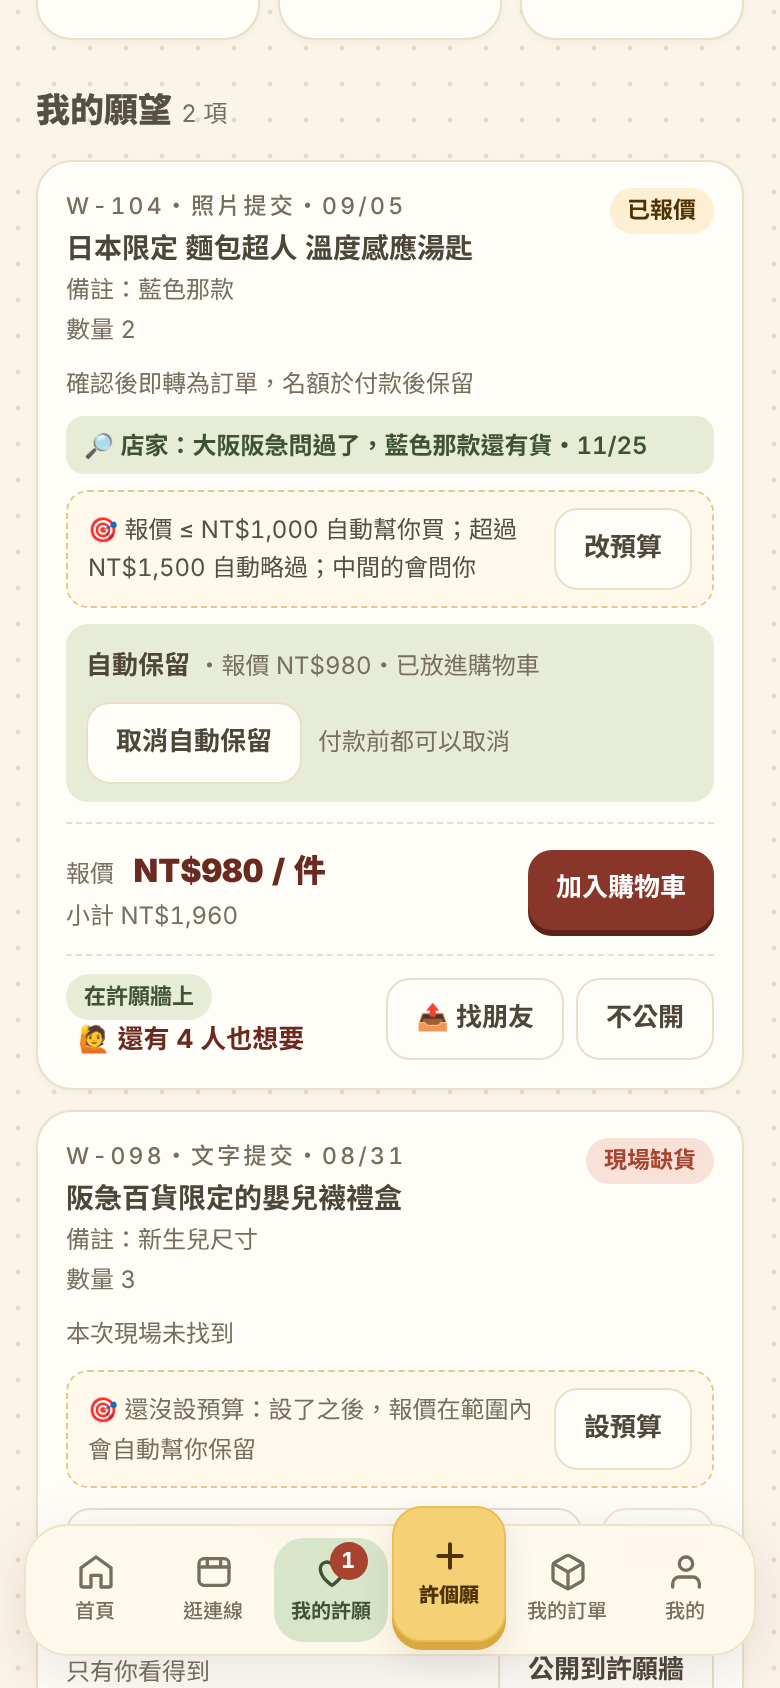 我的願望 2 項
W-104・照片提交・09/05
已報價
日本限定 麵包超人 溫度感應湯匙
備註：藍色那款
數量 2
確認後即轉為訂單，名額於付款後保留
🔎 店家：大阪阪急問過了，藍色那款還有貨・11/25
🎯 報價 ≤ NT$1,000 自動幫你買；超過
NT$1,500 自動略過；中間的會問你
改預算
自動保留 ・報價 NT$980・已放進購物車
取消自動保留
付款前都可以取消
報價 NT$980 / 件
小計 NT$1,960
加入購物車
在許願牆上
🙋 還有 4 人也想要
📤 找朋友
不公開
W-098・文字提交・08/31
現場缺貨
阪急百貨限定的嬰兒襪禮盒
備註：新生兒尺寸
數量 3
本次現場未找到
🎯 還沒設預算：設了之後，報價在範圍內
會自動幫你保留
設預算
首頁
逛連線
1
我的許願
許個願
我的訂單
我的
只有你看得到
公開到許願牆